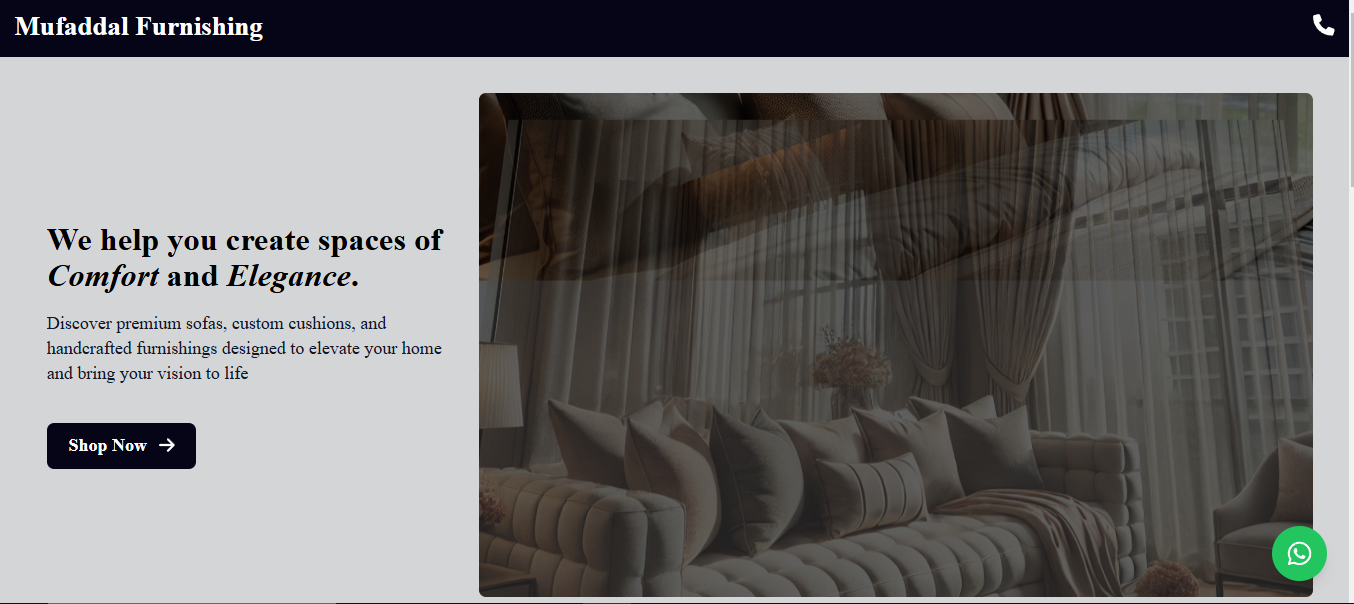 Mufaddal Furnishing
We help you create spaces of
Comfort and Elegance.
Discover premium sofas, custom cushions, and
handcrafted furnishings designed to elevate your home
and bring your vision to life
Shop Now